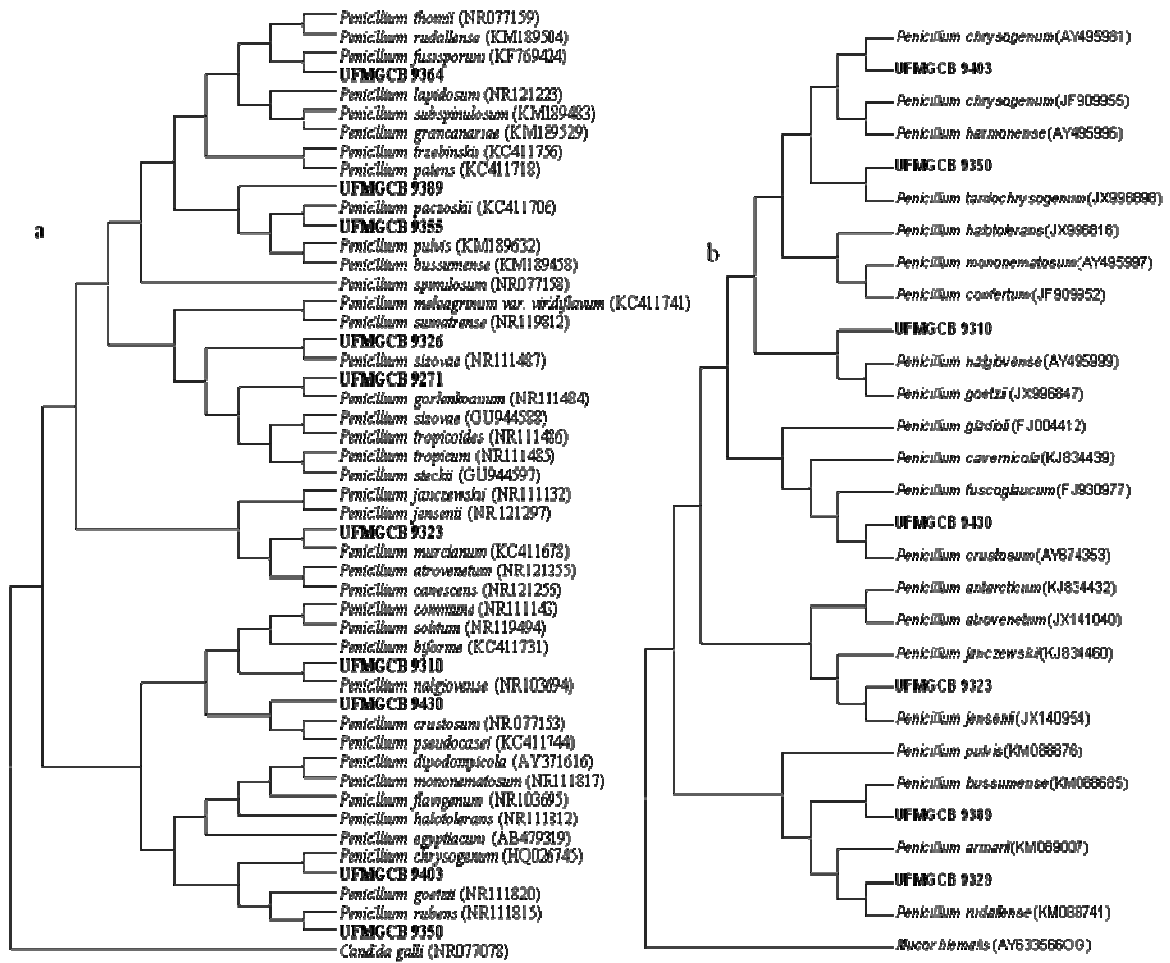 Penicillium thomii (NR077159)
Penicillium rudallense (KM189504)
Penicillium fusisporum (KF769424)
UFMGCB 9364
Penicillium lapidosum (NR121223)
Penicillium subspinulosum (KM189483)
Penicillium grancanariae (KM189529)
Penicillium trzebinskii (KC411756)
Penicillium patens (KC411718)
UFMGCB 9389
Penicillium paczoskii (KC411706)
a
UFMGCB 9355
Penicillium pulvis (KM189632)
Penicillium bussumense (KM189458)
Penicillium spinulosum (NR077158)
Penicillium meleagrinum var. viridiflavum (KC411741)
Penicillium sumatrense (NR119812)
UFMGCB 9326
Penicillium sizovae (NR111487)
UFMGCB 9271
Penicillium gorlenkoanum (NR111484)
Penicillium sizovae (GU944588)
Penicillium tropicoides (NR111486)
Penicillium tropicum (NR111485)
Penicillium steckii (GU944597)
Penicillium janczewskii (NR111132)
Penicillium jensenii (NR121297)
UFMGCB 9323
Penicillium murcianum (KC411678)
Penicillium atrovenetum (NR121255)
Penicillium canescens (NR121256)
Penicillium commune (NR111143)
Penicillium solitum (NR119494)
Penicillium biforme (KC411731)
UFMGCB 9310
Penicillium nalgiovense (NR103694)
UFMGCB 9430
Penicillium crustosum (NR077153)
Penicillium pseudocasei (KC411744)
Penicillium dipodomyicola (AY371616)
Penicillium mononematosum (NR111817)
Penicillium flavigenum (NR103695)
Penicillium halotolerans (NR111812)
Penicillium egyptiacum (AB479319)
Penicillium chrysogenum (HQ026745)
UFMGCB 9403
Penicillium goetzii (NR111820)
Penicillium rubens (NR111815)
UFMGCB 9350
Candida gallii (NR077078)
Penicillium chrysogenum(AY495981)
UFMGCB 9403
Penicillium chrysogenum(JF909955)
Penicillium harmonense(AY495995)
UFMGCB 9350
Penicillium tardochrysogenum(JX996898)
Penicillium halotolerans(JX996816)
b
Penicillium mononematosum(AY495997)
Penicillium confertum(JF909952)
UFMGCB 9310
Penicillium nalgiovense(AY495999)
Penicillium goetzii(JX996847)
Penicillium gladioli(FJ004412)
Penicillium cavernicola(KJ834439)
Penicillium fuscoglaucum(FJ930977)
UFMGCB 9430
Penicillium crustosum(AY674353)
Penicillium antarcticum(KJ834432)
Penicillium atrovenetum(JX141040)
Penicillium janczewskii(KJ834460)
UFMGCB 9323
Penicillium jensenii(JX140954)
Penicillium pulvis(KM088876)
Penicillium bussumense(KM088685)
UFMGCB 9389
Penicillium armarii(KM089007)
UFMGCB 9329
Penicillium rudallense(KM088741)
Mucor hiemalis(AY633566OG)